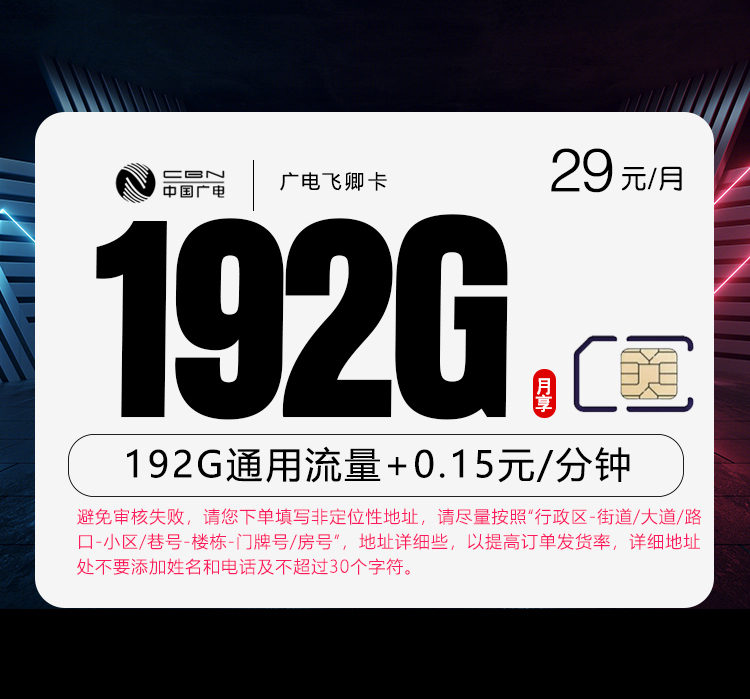 CBN
中国广电
广电飞卿卡
29元/月
192G
月享
192G通用流量+0.15元/分钟
避免审核失败，请您下单填写非定位性地址，请尽量按照“行政区-街道/大道/路
口-小区/巷号-楼栋-门牌号/房号”，地址详细些，以提高订单发货率，详细地址
处不要添加姓名和电话及不超过30个字符。